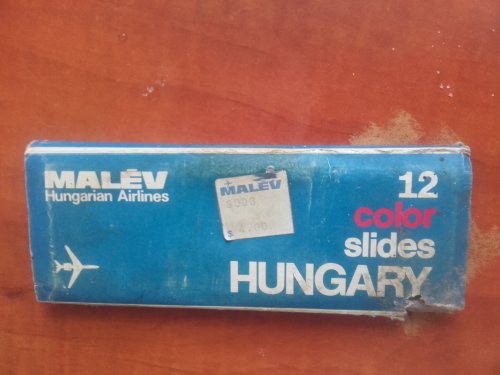 MALÉV
Hungarian Airlines
MALÉV
$
12
color
slides
HUNGARY